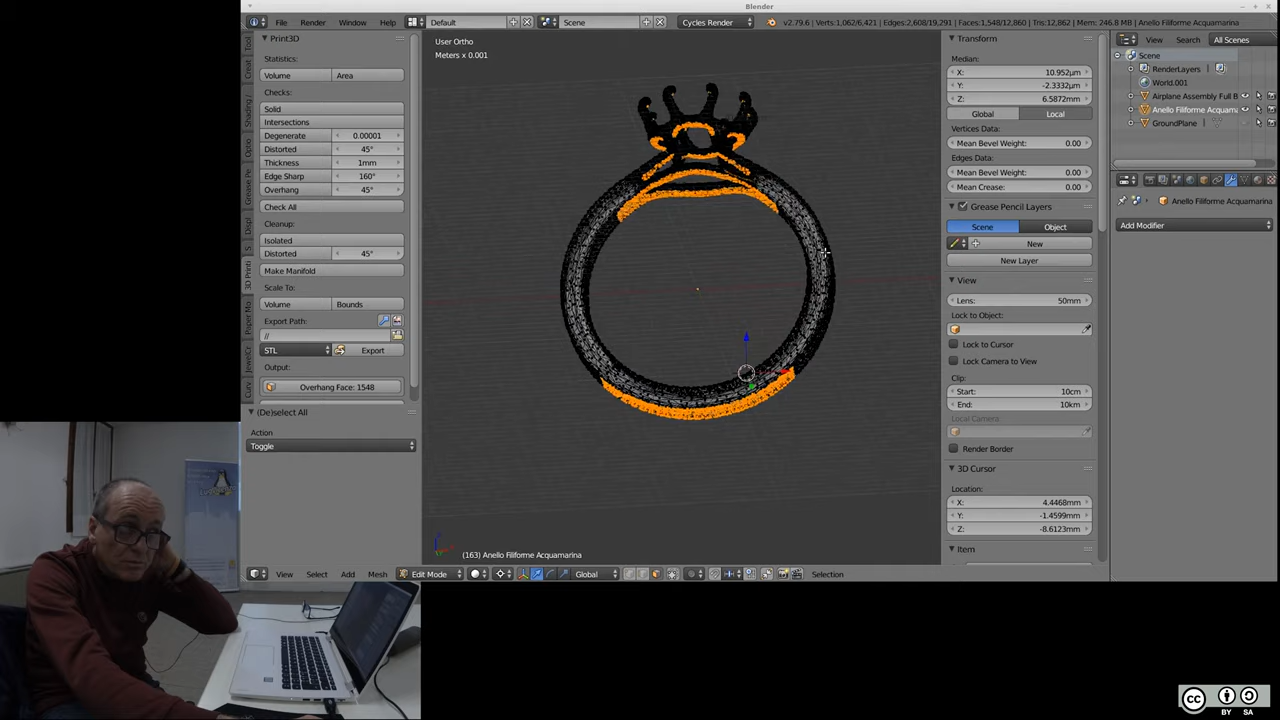 Blender
File Render Window Help Default Scene Cycles Render v2.79.6 | Verts:1,062/6,421 | Edges:2,608/19,291 | Faces:1,548/12,860 | Tris:12,862 | Mem: 246.8 MB | Anello Filiforme Acquamarina
Print3D
Statistics:
Volume Area
Checks:
Solid
Intersections
Degenerate 0.00001
Distorted 45°
Thickness 1mm
Edge Sharp 160°
Overhang 45°
Check All
Cleanup:
Isolated
Distorted 45°
Make Manifold
Scale To:
Volume Bounds
Export Path:
//
STL Export
Output:
Overhang Face: 1548
(De)select All
Action
Toggle
User Ortho
Meters x 0.001
(163) Anello Filiforme Acquamarina
View Select Add Mesh Edit Mode Global Selection
Transform
Median:
X: 10.952µm
Y: -2.3332µm
Z: 6.5872mm
Global Local
Vertices Data:
Mean Bevel Weight: 0.00
Edges Data:
Mean Bevel Weight: 0.00
Mean Crease: 0.00
Grease Pencil Layers
Scene Object
New
New Layer
View
Lens: 50mm
Lock to Object:
Lock to Cursor
Lock Camera to View
Clip:
Start: 10cm
End: 10km
Local Camera:
Render Border
3D Cursor
Location:
X: 4.4468mm
Y: -1.4599mm
Z: -8.6123mm
Item
View Search All Scenes
Scene
RenderLayers
World.001
Airplane Assembly Full B
Anello Filiforme Acquama
GroundPlane
Anello Filiforme Acquamarina
Add Modifier
CC BY SA